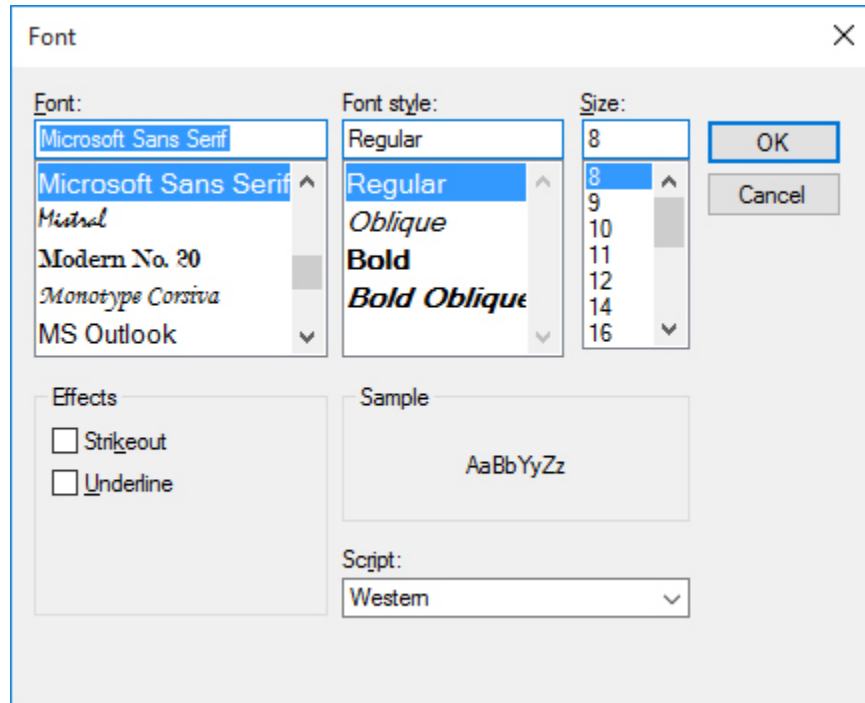 Font
Font:
Microsoft Sans Serif
Microsoft Sans Serif
Mistral
Modern No. 20
Monotype Corsiva
MS Outlook
Font style:
Regular
Regular
Oblique
Bold
Bold Oblique
Size:
8
8
9
10
11
12
14
16
OK
Cancel
Effects
Strikeout
Underline
Sample
AaBbYyZz
Script:
Western